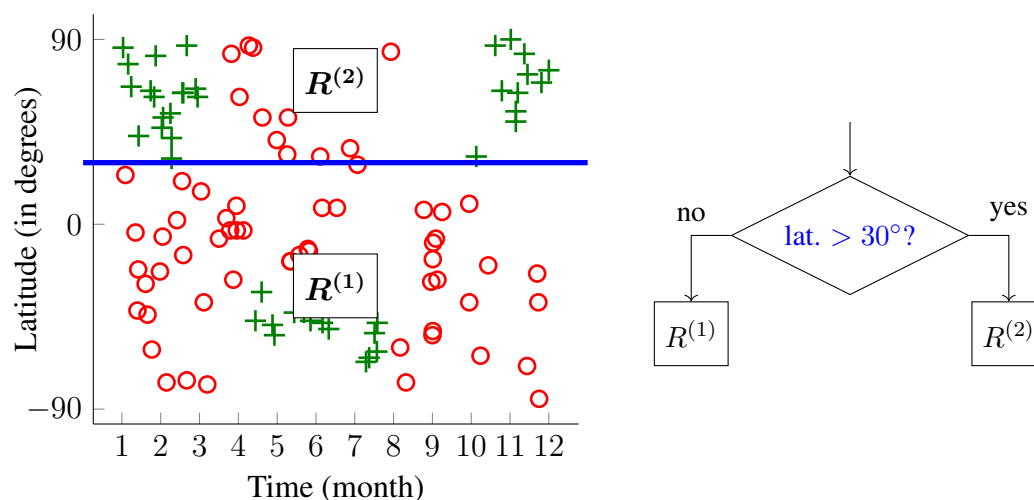 90
0
−90
Latitude (in degrees)
R^(2)
R^(1)
1 2 3 4 5 6 7 8 9 10 11 12
Time (month)
no
yes
lat. > 30°?
R^(1)
R^(2)